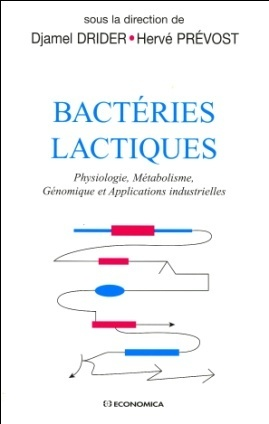 sous la direction de
Djamel DRIDER • Hervé PRÉVOST
BACTÉRIES
LACTIQUES
Physiologie, Métabolisme,
Génomique et Applications industrielles
ECONOMICA